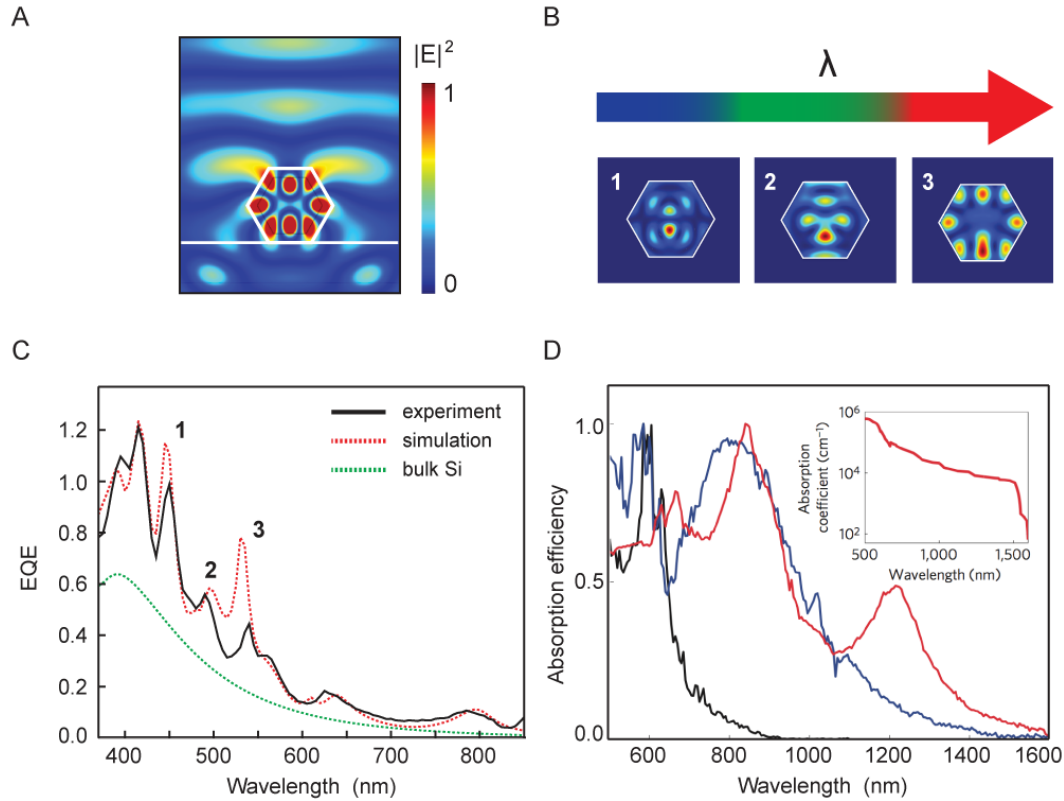 A
|E|²
1
0
B
λ
1
2
3
C
EQE
1.2
1.0
0.8
0.6
0.4
0.2
0.0
1
2
3
experiment
simulation
bulk Si
400
500
600
700
800
Wavelength (nm)
D
Absorption efficiency
1.0
0.5
0.0
600
800
1000
1200
1400
1600
Wavelength (nm)
Absorption
coefficient (cm⁻¹)
10⁶
10⁴
10²
500
1,000
1,500
Wavelength (nm)